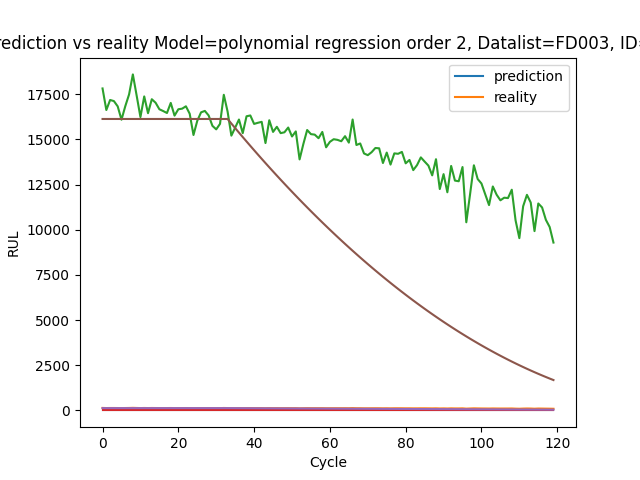 rediction vs reality Model=polynomial regression order 2, Datalist=FD003, ID=
prediction
reality
RUL
17500
15000
12500
10000
7500
5000
2500
0
0 20 40 60 80 100 120
Cycle